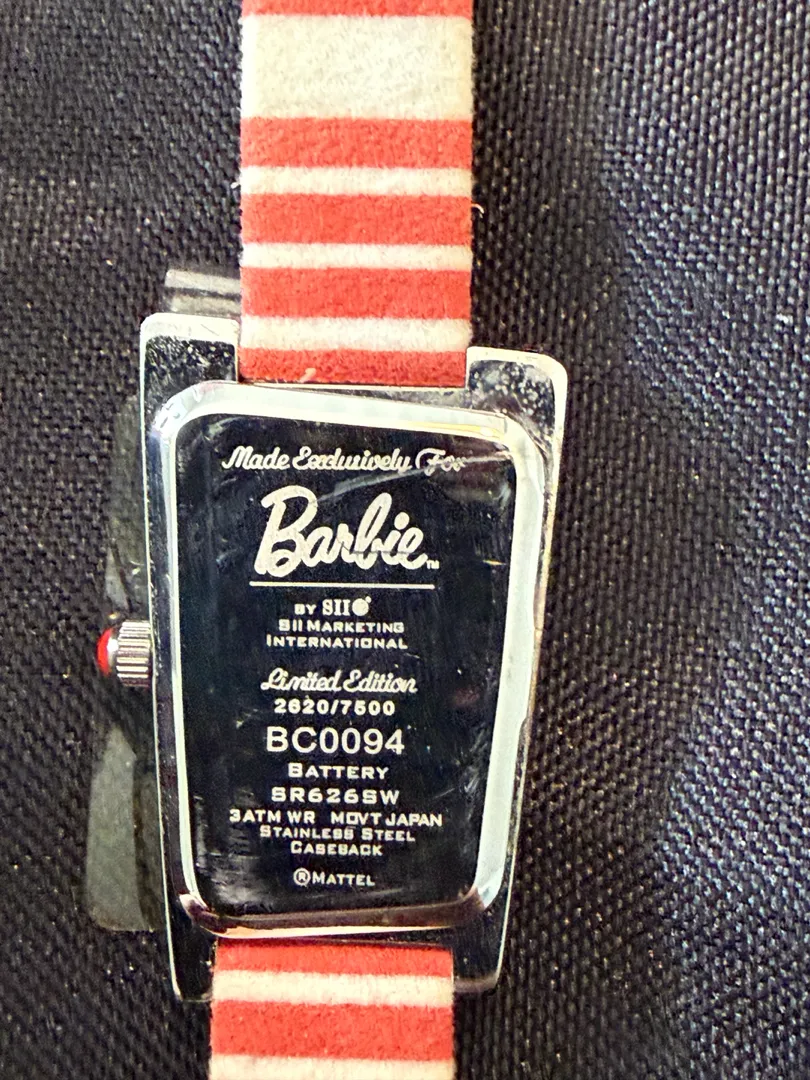 Made Exclusively For
Barbie™
BY SII
SII MARKETING
INTERNATIONAL
Limited Edition
2620/7500
BC0094
BATTERY
SR626SW
3ATM WR MOVT JAPAN
STAINLESS STEEL
CASEBACK
®MATTEL